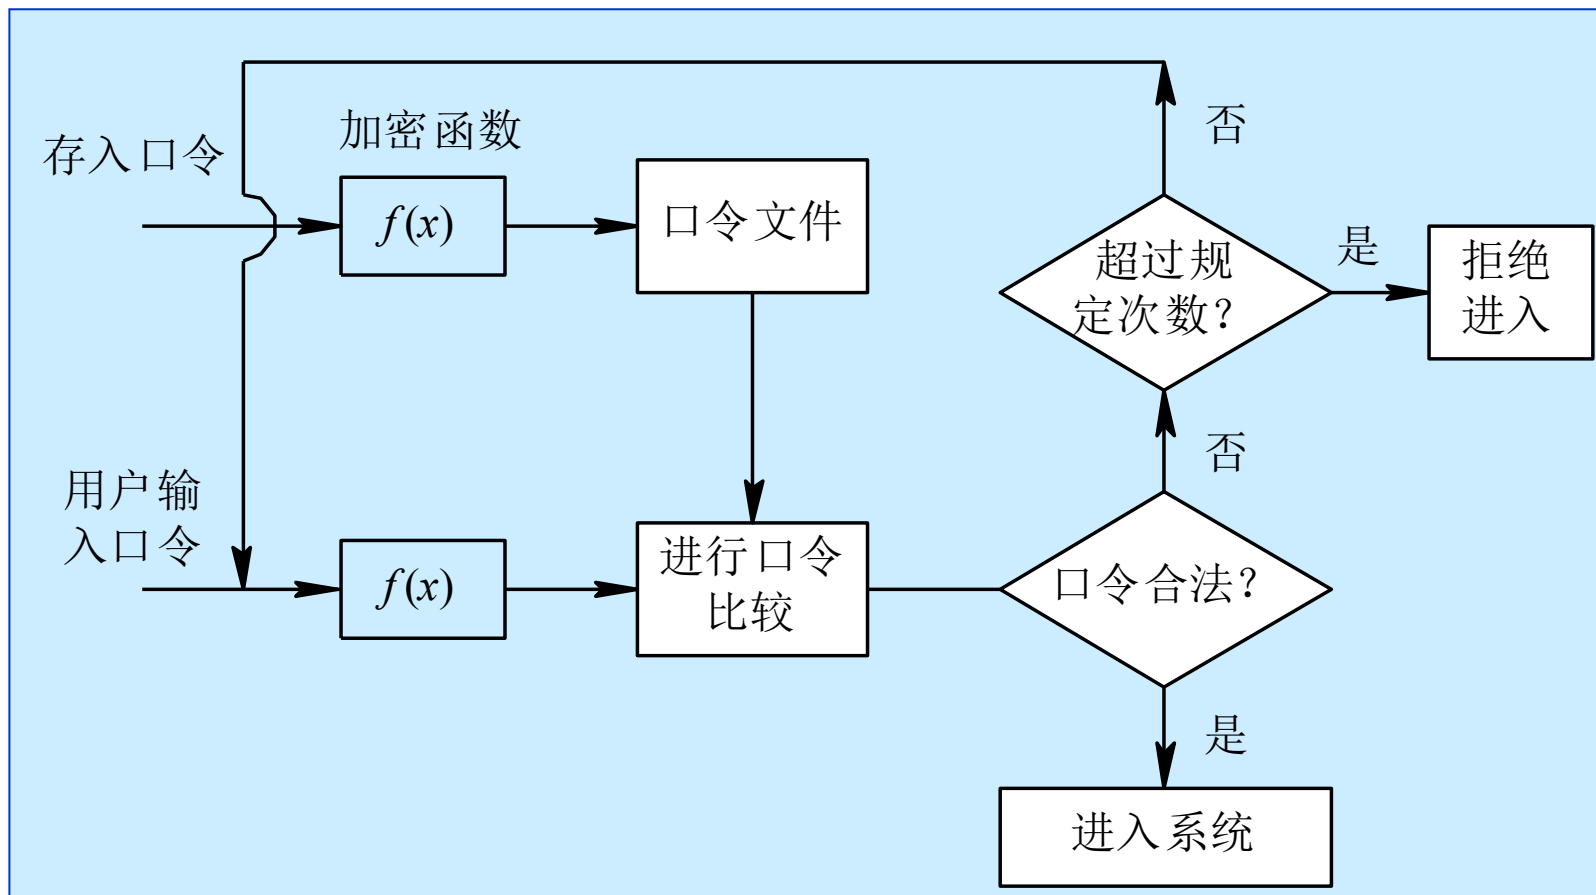 加密函数
否
存入口令
f(x)
口令文件
超过规
定次数？
是
拒绝
进入
用户输
入口令
否
f(x)
进行口令
比较
口令合法？
是
进入系统